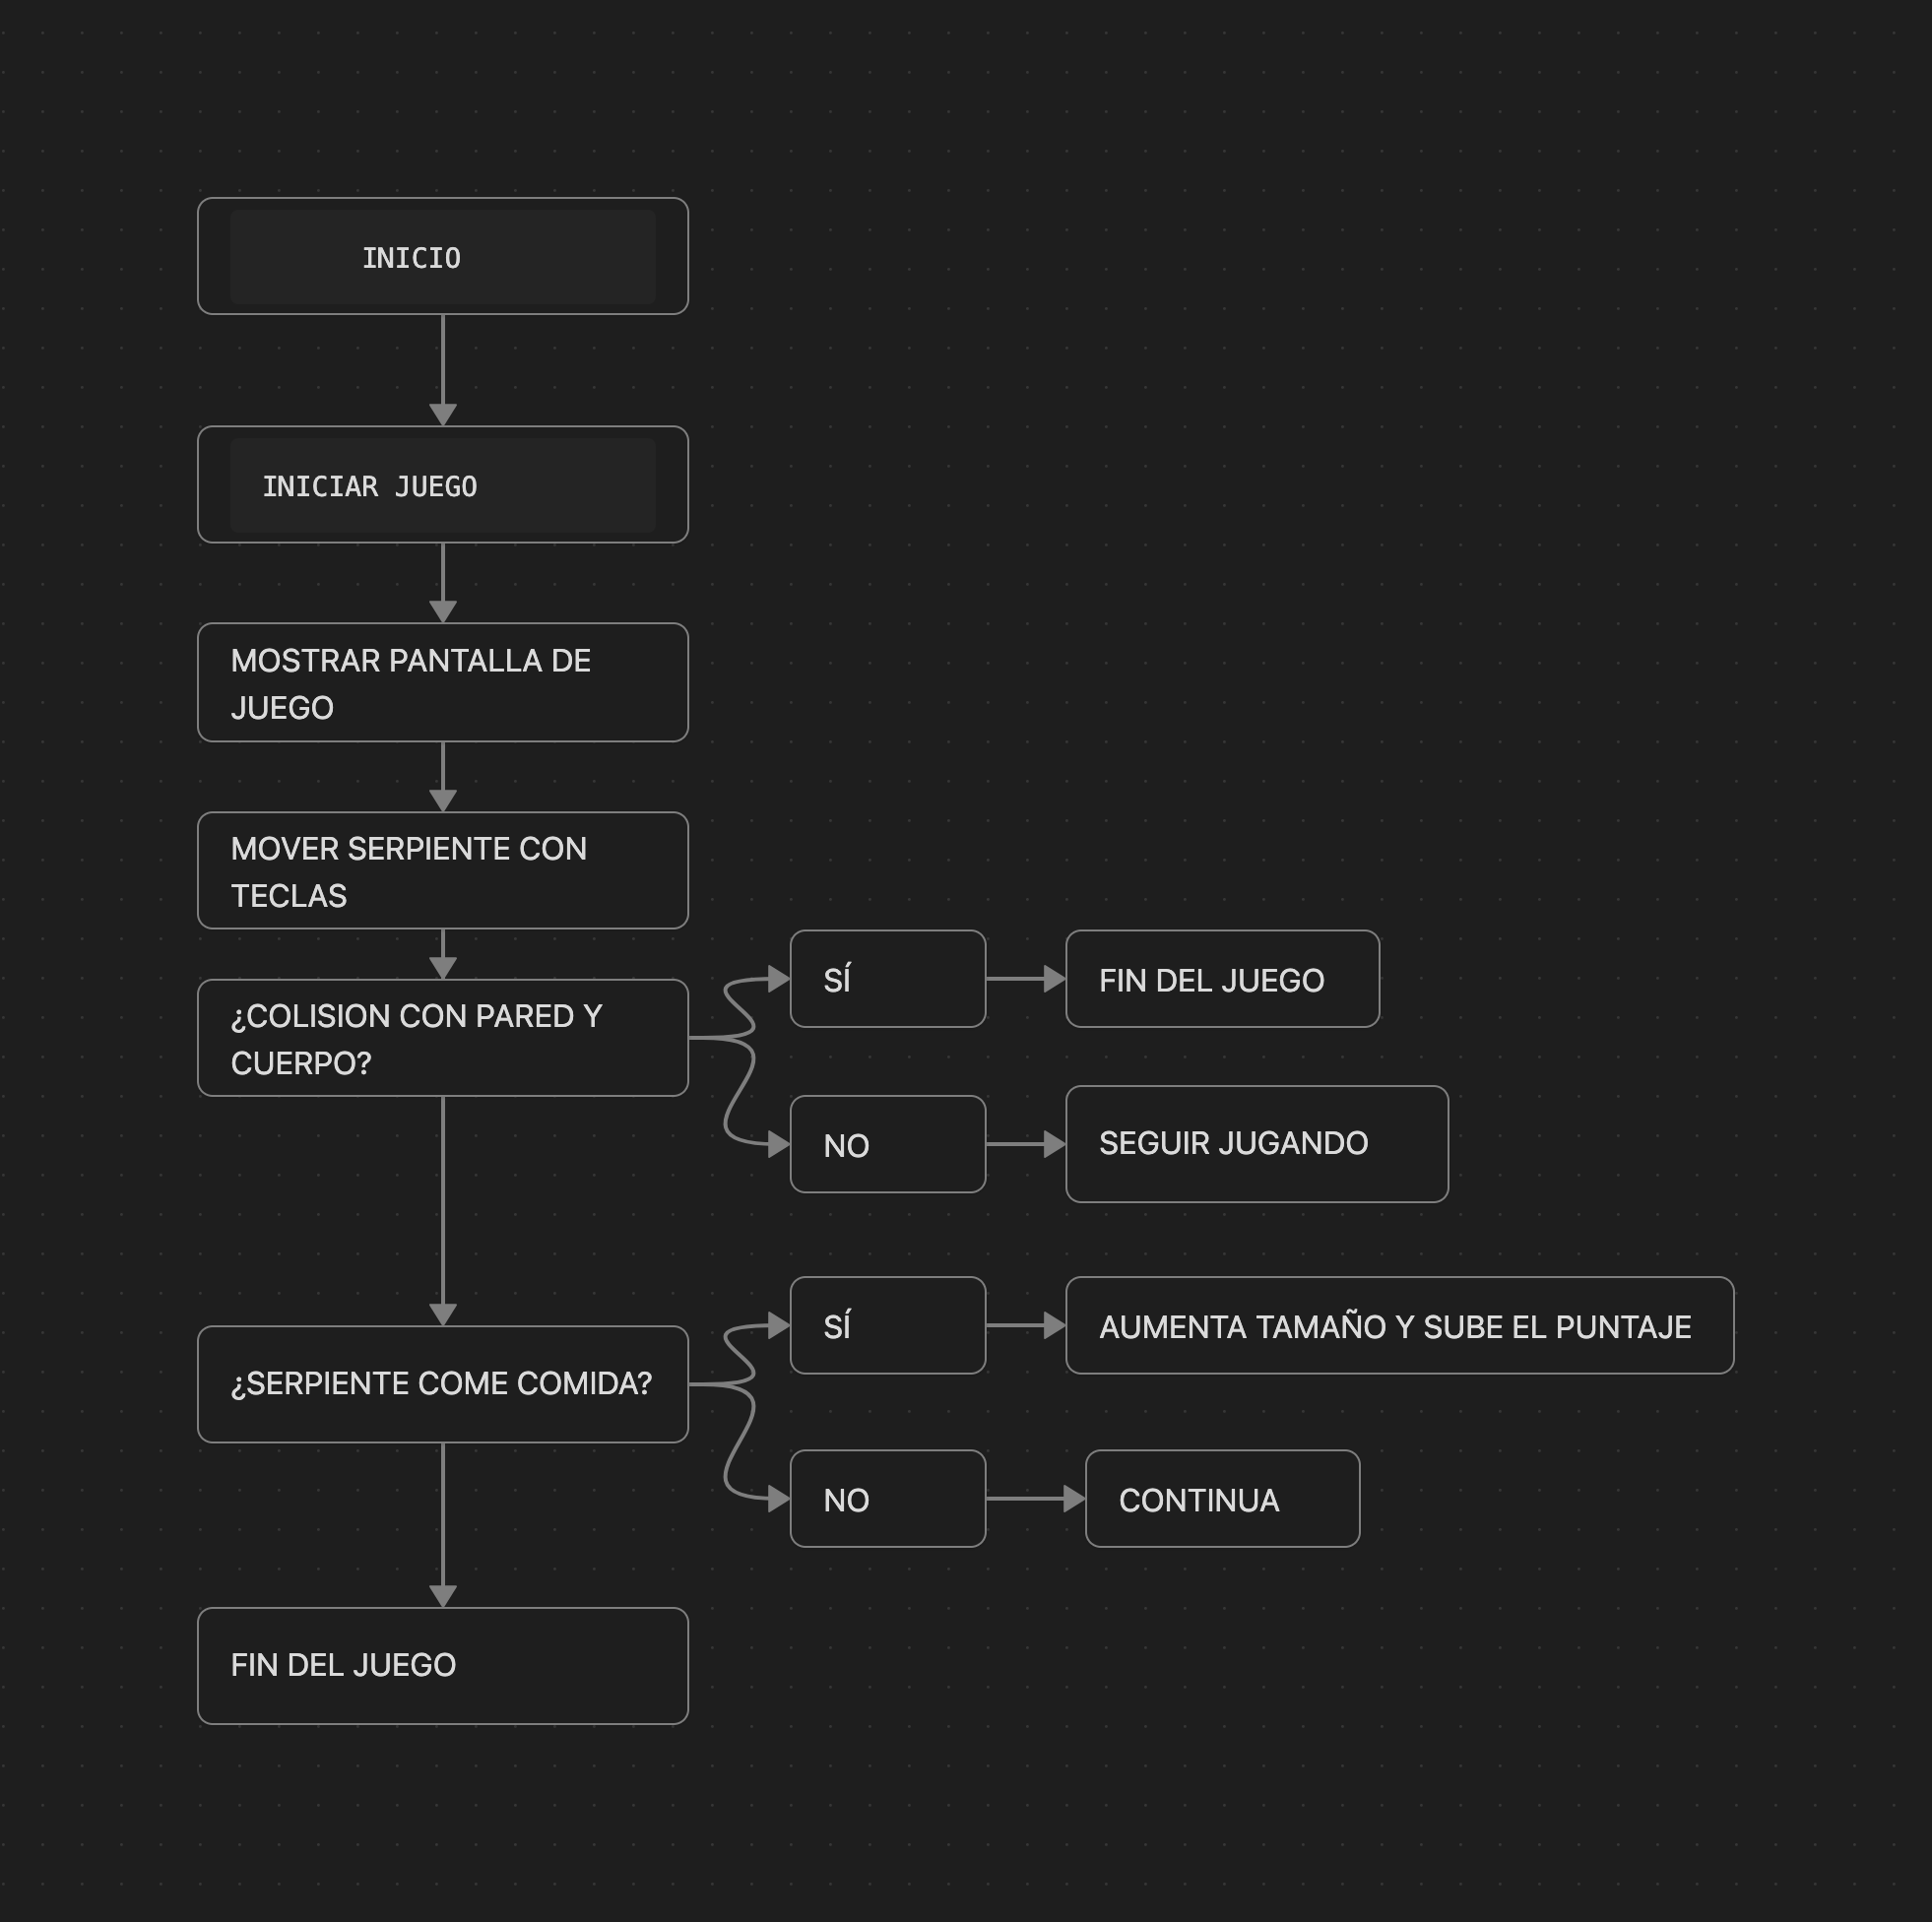 INICIO
INICIAR JUEGO
MOSTRAR PANTALLA DE
JUEGO
MOVER SERPIENTE CON
TECLAS
¿COLISION CON PARED Y
CUERPO?
SÍ
FIN DEL JUEGO
NO
SEGUIR JUGANDO
¿SERPIENTE COME COMIDA?
SÍ
AUMENTA TAMAÑO Y SUBE EL PUNTAJE
NO
CONTINUA
FIN DEL JUEGO